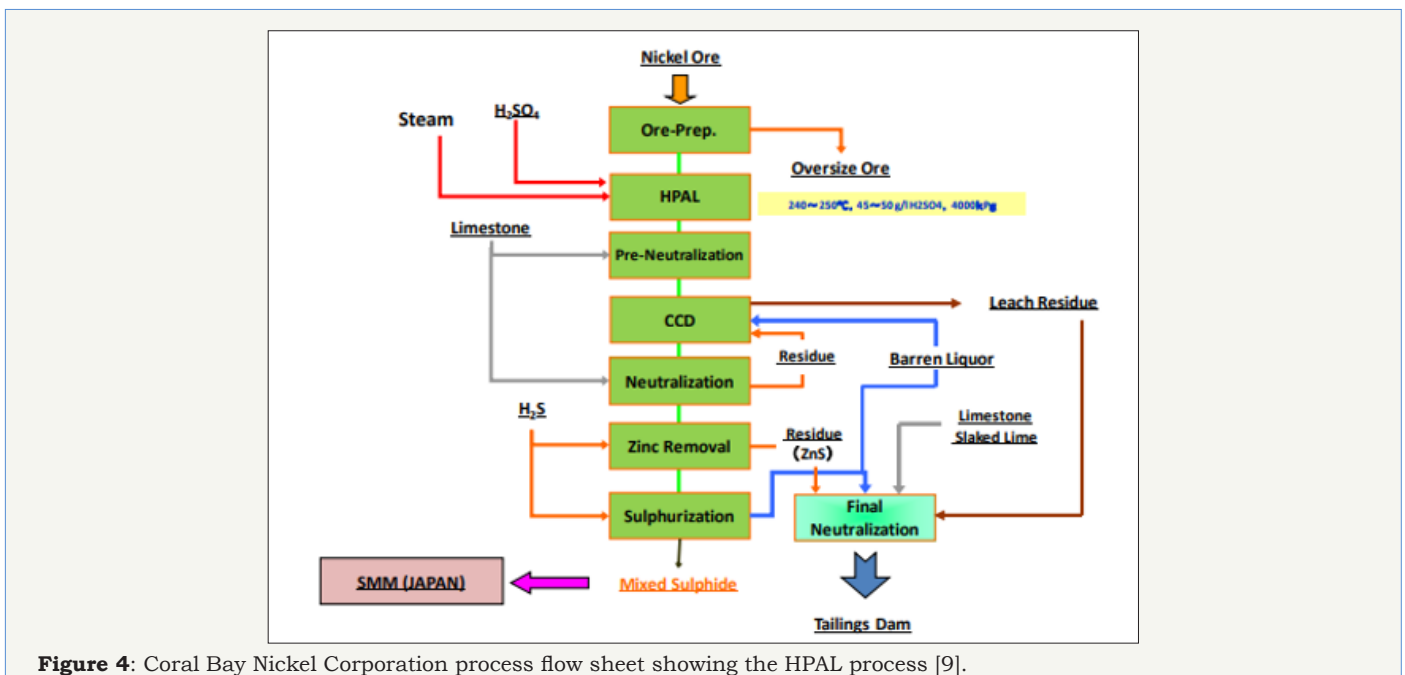 Nickel Ore
Steam
H₂SO₄
Ore-Prep.
Oversize Ore
HPAL
240~250℃, 45~50g/lH2SO4, 4000kPg
Limestone
Pre-Neutralization
CCD
Leach Residue
Residue
Barren Liquor
Neutralization
H₂S
Limestone
Slaked Lime
Zinc Removal
Residue
(ZnS)
Sulphurization
Final
Neutralization
SMM (JAPAN)
Mixed Sulphide
Tailings Dam
Figure 4: Coral Bay Nickel Corporation process flow sheet showing the HPAL process [9].